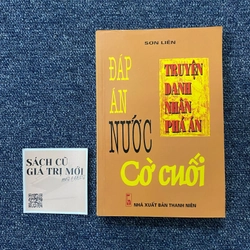 SƠN LIÊN
ĐÁP
ÁN
NƯỚC
Cờ cuối
TRUYỆN
DANH
NHÂN
PHÁ ÁN
NHÀ XUẤT BẢN THANH NIÊN
SÁCH CŨ
GIÁ TRỊ MỚI